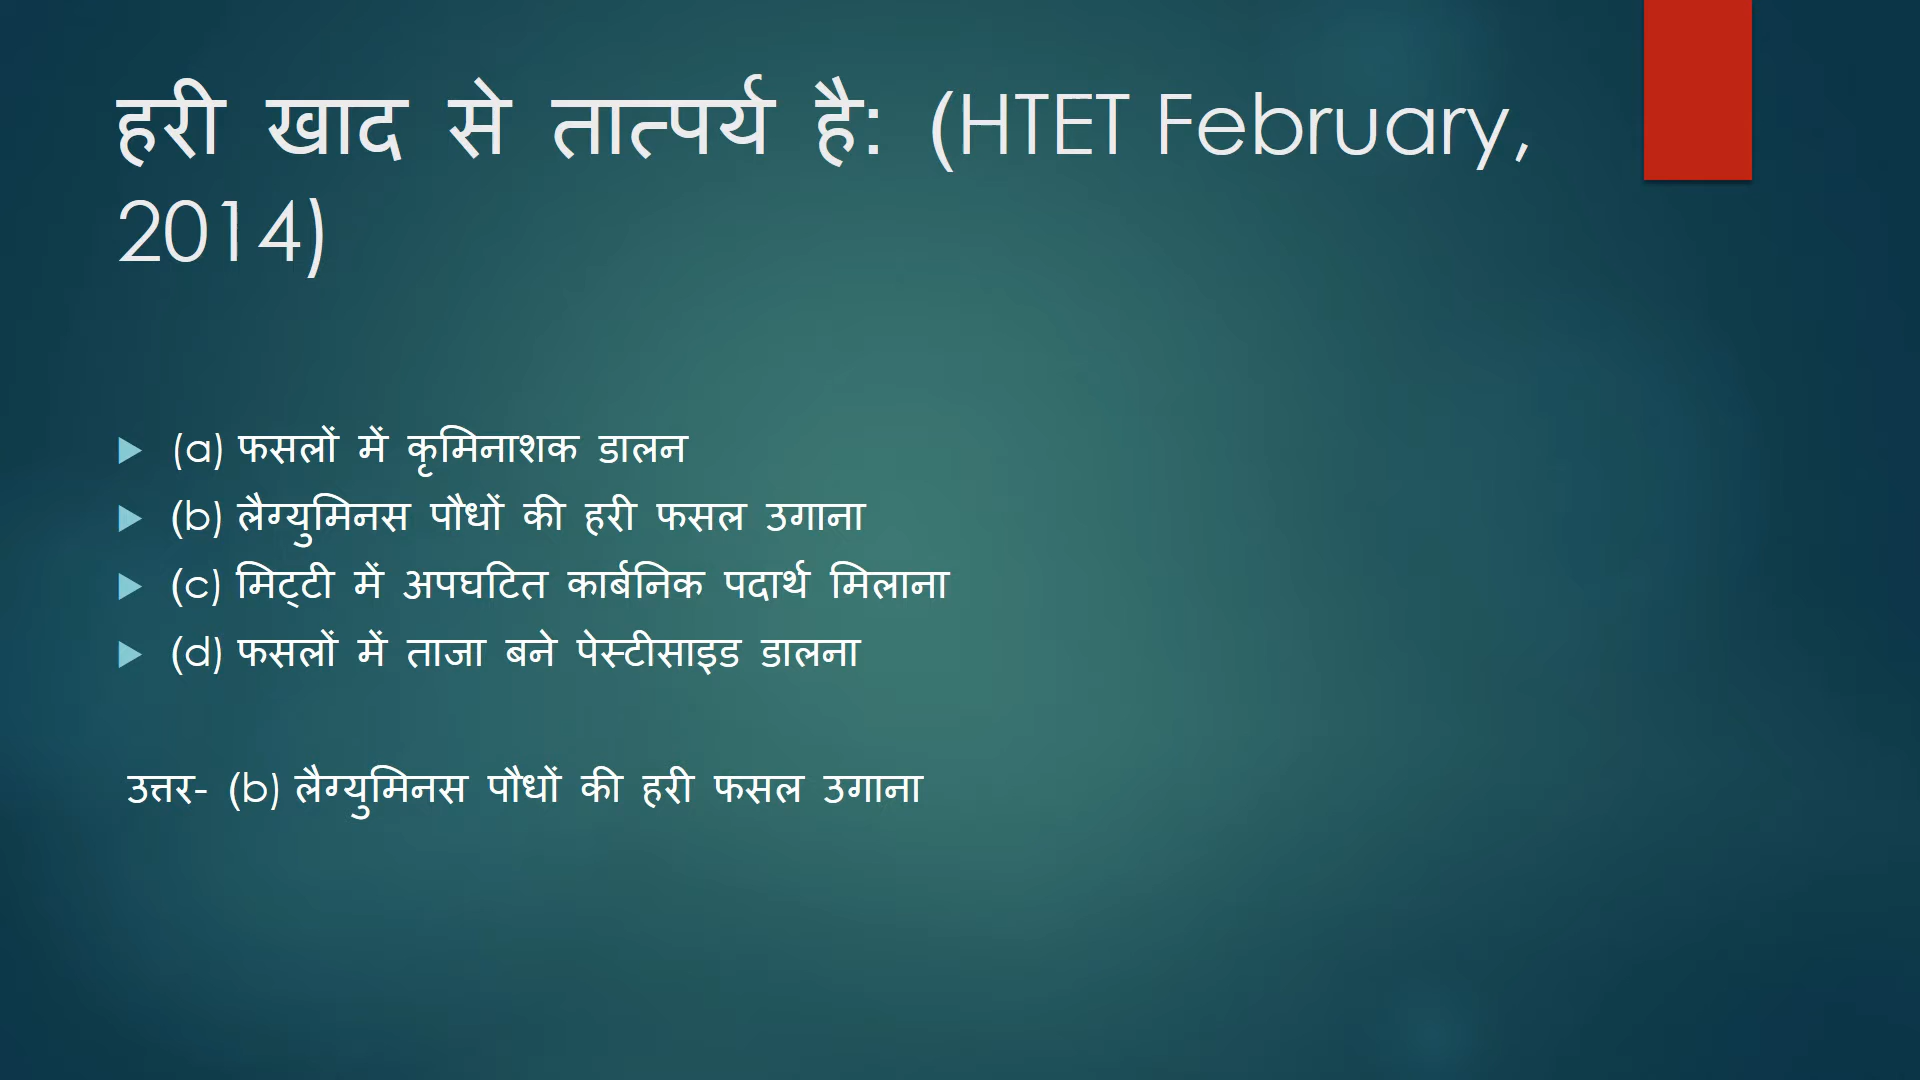 हरी खाद से तात्पर्य है: (HTET February,
2014)
(a) फसलों में कृमिनाशक डालन
(b) लैग्युमिनस पौधों की हरी फसल उगाना
(c) मिट्टी में अपघटित कार्बनिक पदार्थ मिलाना
(d) फसलों में ताजा बने पेस्टीसाइड डालना
उत्तर- (b) लैग्युमिनस पौधों की हरी फसल उगाना